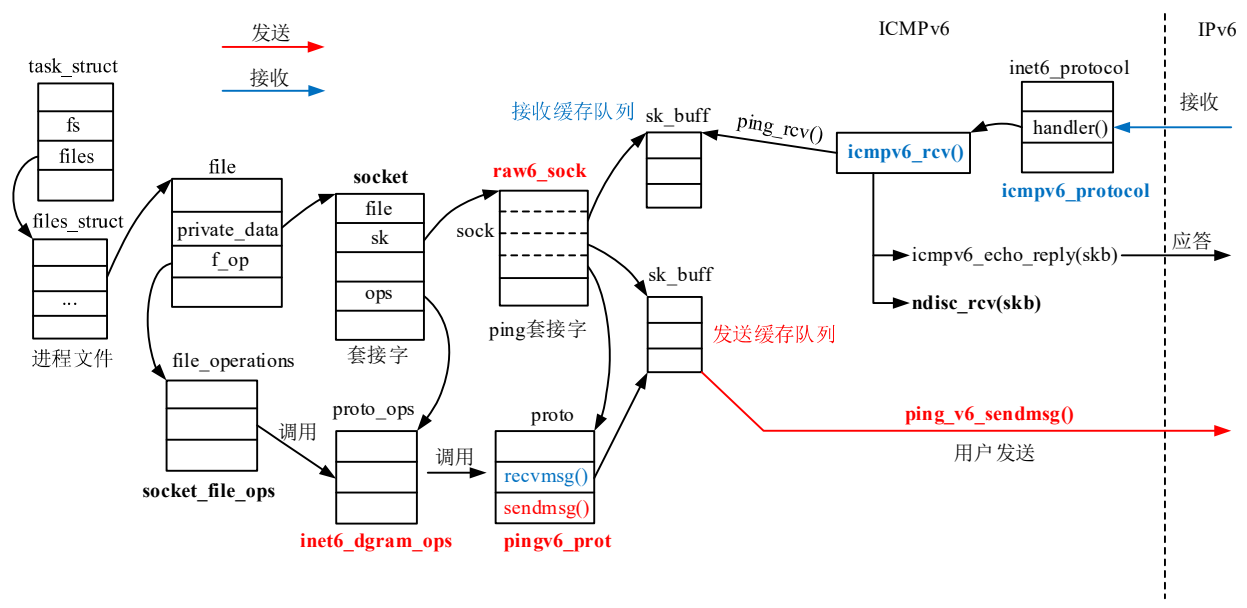 发送
ICMPv6
IPv6
task_struct
接收
inet6_protocol
接收
fs
files
接收缓存队列
sk_buff
ping_rcv()
handler()
icmpv6_rcv()
icmpv6_protocol
file
socket
raw6_sock
files_struct
private_data
f_op
file
sk
ops
sock
...
进程文件
套接字
ping套接字
sk_buff
发送缓存队列
icmpv6_echo_reply(skb)
应答
ndisc_rcv(skb)
file_operations
调用
socket_file_ops
proto_ops
inet6_dgram_ops
调用
proto
recvmsg()
sendmsg()
pingv6_prot
ping_v6_sendmsg()
用户发送